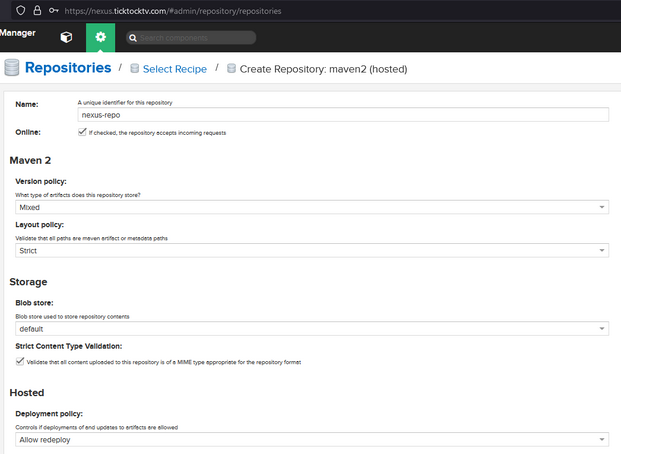 https://nexus.ticktocktv.com/#admin/repository/repositories
Manager
Search components
Repositories / Select Recipe / Create Repository: maven2 (hosted)
Name:
A unique identifier for this repository
nexus-repo
Online:
If checked, the repository accepts incoming requests
Maven 2
Version policy:
What type of artifacts does this repository store?
Mixed
Layout policy:
Validate that all paths are maven artifact or metadata paths
Strict
Storage
Blob store:
Blob store used to store repository contents
default
Strict Content Type Validation:
Validate that all content uploaded to this repository is of a MIME type appropriate for the repository format
Hosted
Deployment policy:
Controls if deployments of and updates to artifacts are allowed
Allow redeploy